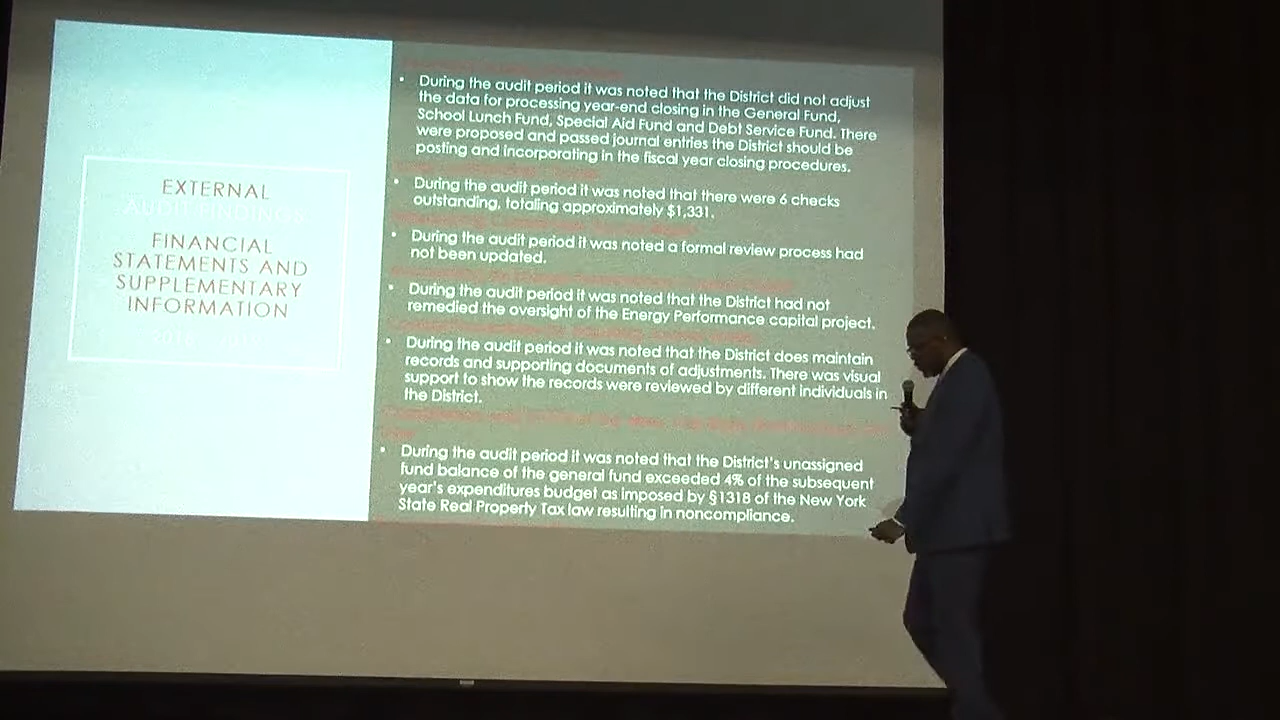 EXTERNAL
AUDIT FINDINGS
FINANCIAL
STATEMENTS AND
SUPPLEMENTARY
INFORMATION
• During the audit period it was noted that the District did not adjust
the data for processing year-end closing in the General Fund,
School Lunch Fund, Special Aid Fund and Debt Service Fund. There
were proposed and passed journal entries the District should be
posting and incorporating in the fiscal year closing procedures.
• During the audit period it was noted that there were 6 checks
outstanding, totaling approximately $1,331.
• During the audit period it was noted a formal review process had
not been updated.
• During the audit period it was noted that the District had not
remedied the oversight of the Energy Performance capital project.
• During the audit period it was noted that the District does maintain
records and supporting documents of adjustments. There was visual
support to show the records were reviewed by different individuals in
the District.
• During the audit period it was noted that the District's unassigned
fund balance of the general fund exceeded 4% of the subsequent
year's expenditures budget as imposed by §1318 of the New York
State Real Property Tax law resulting in noncompliance.